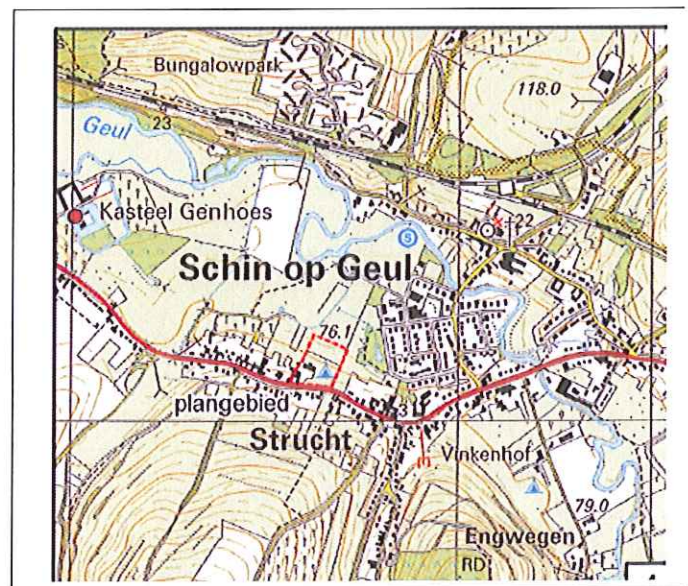 Bungalowpark
118.0
Geul
23
Kasteel Genhoes
22
5
Schin op Geul
76.1
plangebied
3
Strucht
m
Vinkenhof
79.0
Engwegen
RD